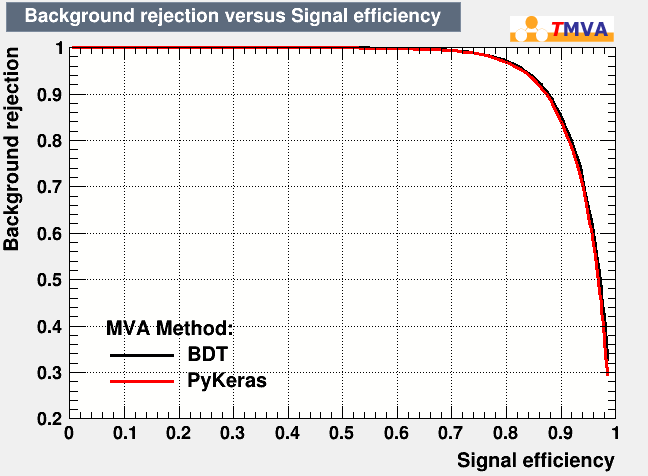 Background rejection versus Signal efficiency
TMVA
Background rejection
1
0.9
0.8
0.7
0.6
0.5
0.4
0.3
0.2
MVA Method:
BDT
PyKeras
0 0.1 0.2 0.3 0.4 0.5 0.6 0.7 0.8 0.9 1
Signal efficiency